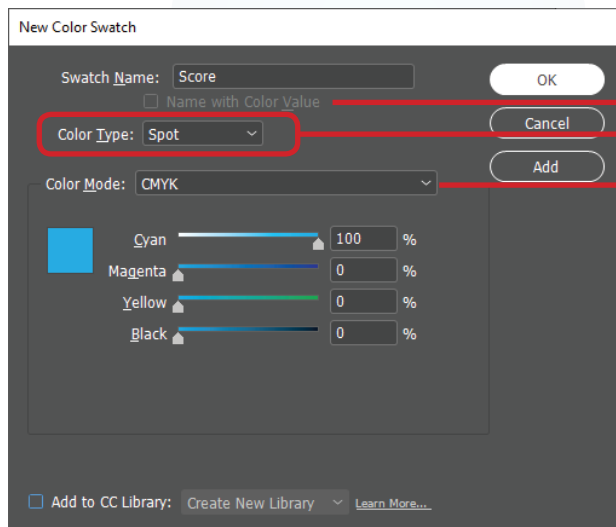 New Color Swatch
Swatch Name: Score
OK
Name with Color Value
Color Type: Spot
Cancel
Add
Color Mode: CMYK
Cyan 100 %
Magenta 0 %
Yellow 0 %
Black 0 %
Add to CC Library: Create New Library Learn More...